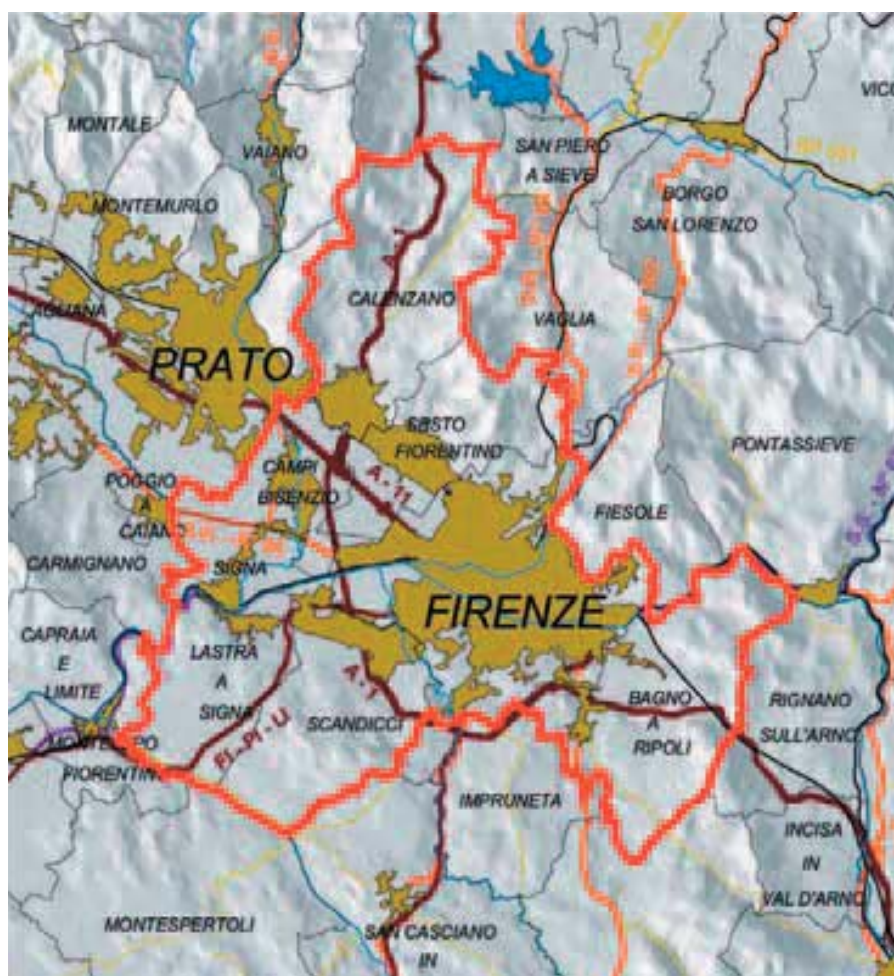 MONTALE
VAIANO
SAN PIERO
A SIEVE
BORGO
SAN LORENZO
MONTEMURLO
AGLIANA
CALENZANO
VAGLIA
PRATO
SESTO
FIORENTINO
PONTASSIEVE
CAMPI
BISENZIO
A - 11
POGGIO
A
CAIANO
FIESOLE
CARMIGNANO
SIGNA
FIRENZE
CAPRAIA
E
LIMITE
LASTRA
A
SIGNA
A - 1
SCANDICCI
FI - PI - LI
BAGNO
A
RIPOLI
RIGNANO
SULL'ARNO
FIORENTIN
IMPRUNETA
INCISA
IN
VAL D'ARNO
MONTESPERTOLI
SAN CASCIANO
IN